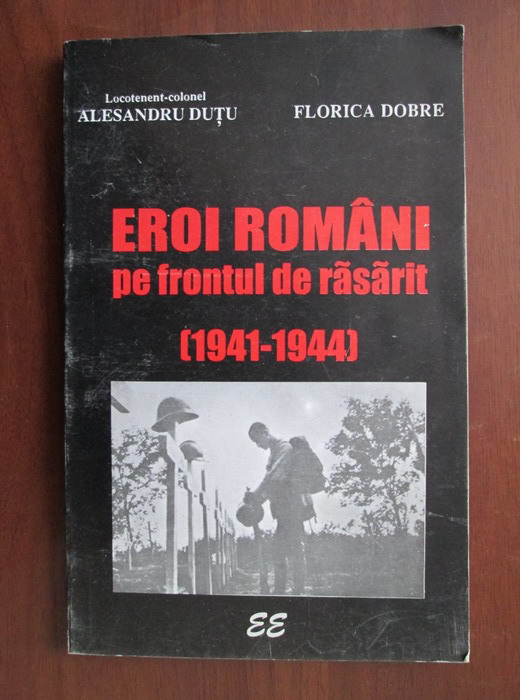 Locotenent-colonel
ALESANDRU DUȚU FLORICA DOBRE
EROI ROMÂNI
pe frontul de răsărit
(1941-1944)
EE